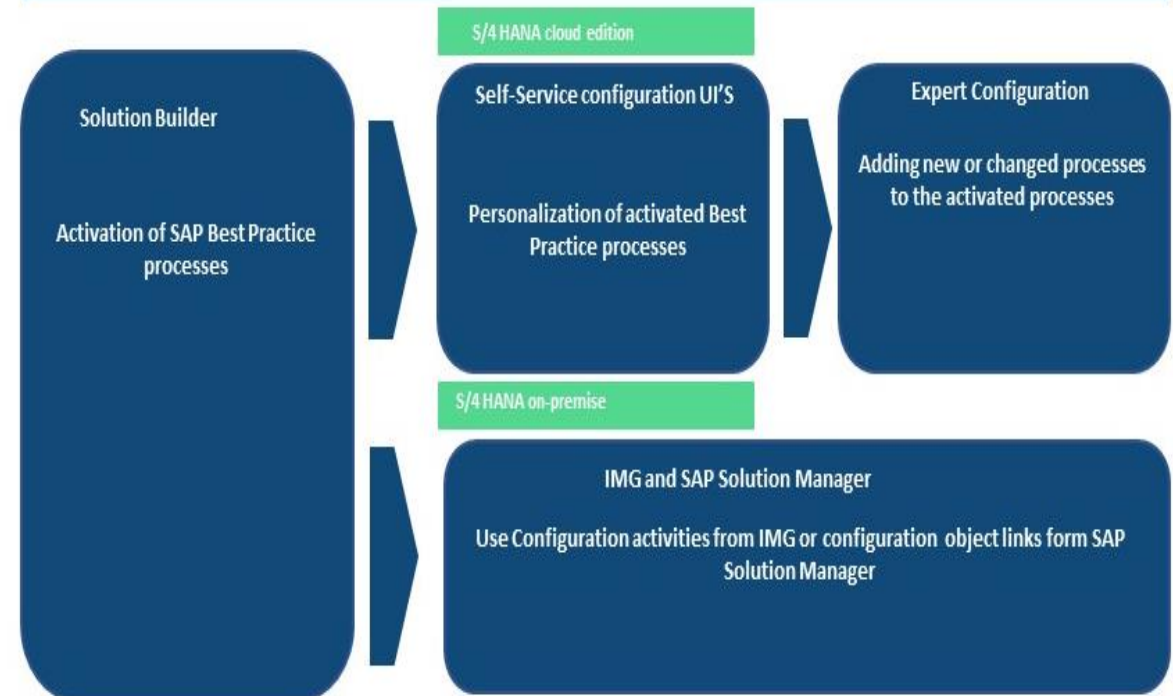 Solution Builder
Activation of SAP Best Practice
processes
S/4 HANA cloud edition
Self-Service configuration UI'S
Personalization of activated Best
Practice processes
Expert Configuration
Adding new or changed processes
to the activated processes
S/4 HANA on-premise
IMG and SAP Solution Manager
Use Configuration activities from IMG or configuration object links form SAP
Solution Manager